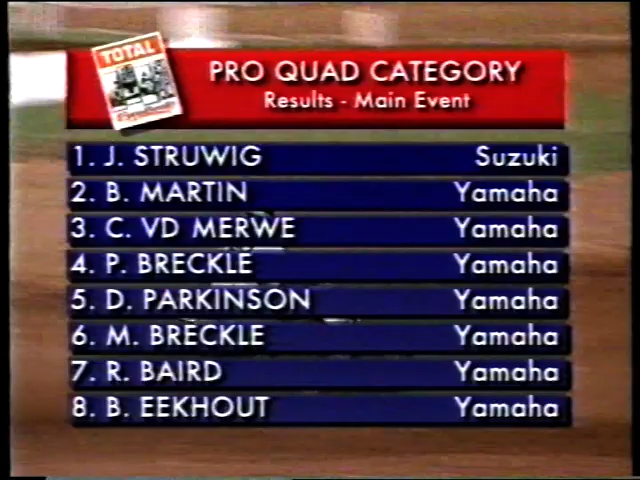 TOTAL
PRO QUAD CATEGORY
Results - Main Event
1. J. STRUWIG Suzuki
2. B. MARTIN Yamaha
3. C. VD MERWE Yamaha
4. P. BRECKLE Yamaha
5. D. PARKINSON Yamaha
6. M. BRECKLE Yamaha
7. R. BAIRD Yamaha
8. B. EEKHOUT Yamaha